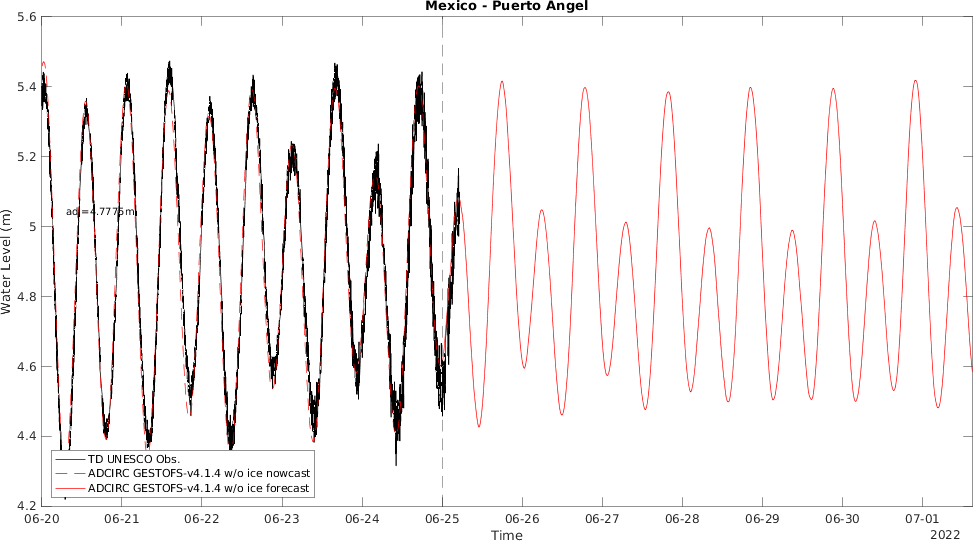 Mexico - Puerto Angel
5.6
5.4
5.2
5
4.8
4.6
4.4
4.2
Water Level (m)
adj=4.7775m
TD UNESCO Obs.
ADCIRC GESTOFS-v4.1.4 w/o ice nowcast
ADCIRC GESTOFS-v4.1.4 w/o ice forecast
06-20 06-21 06-22 06-23 06-24 06-25 06-26 06-27 06-28 06-29 06-30 07-01
Time
2022